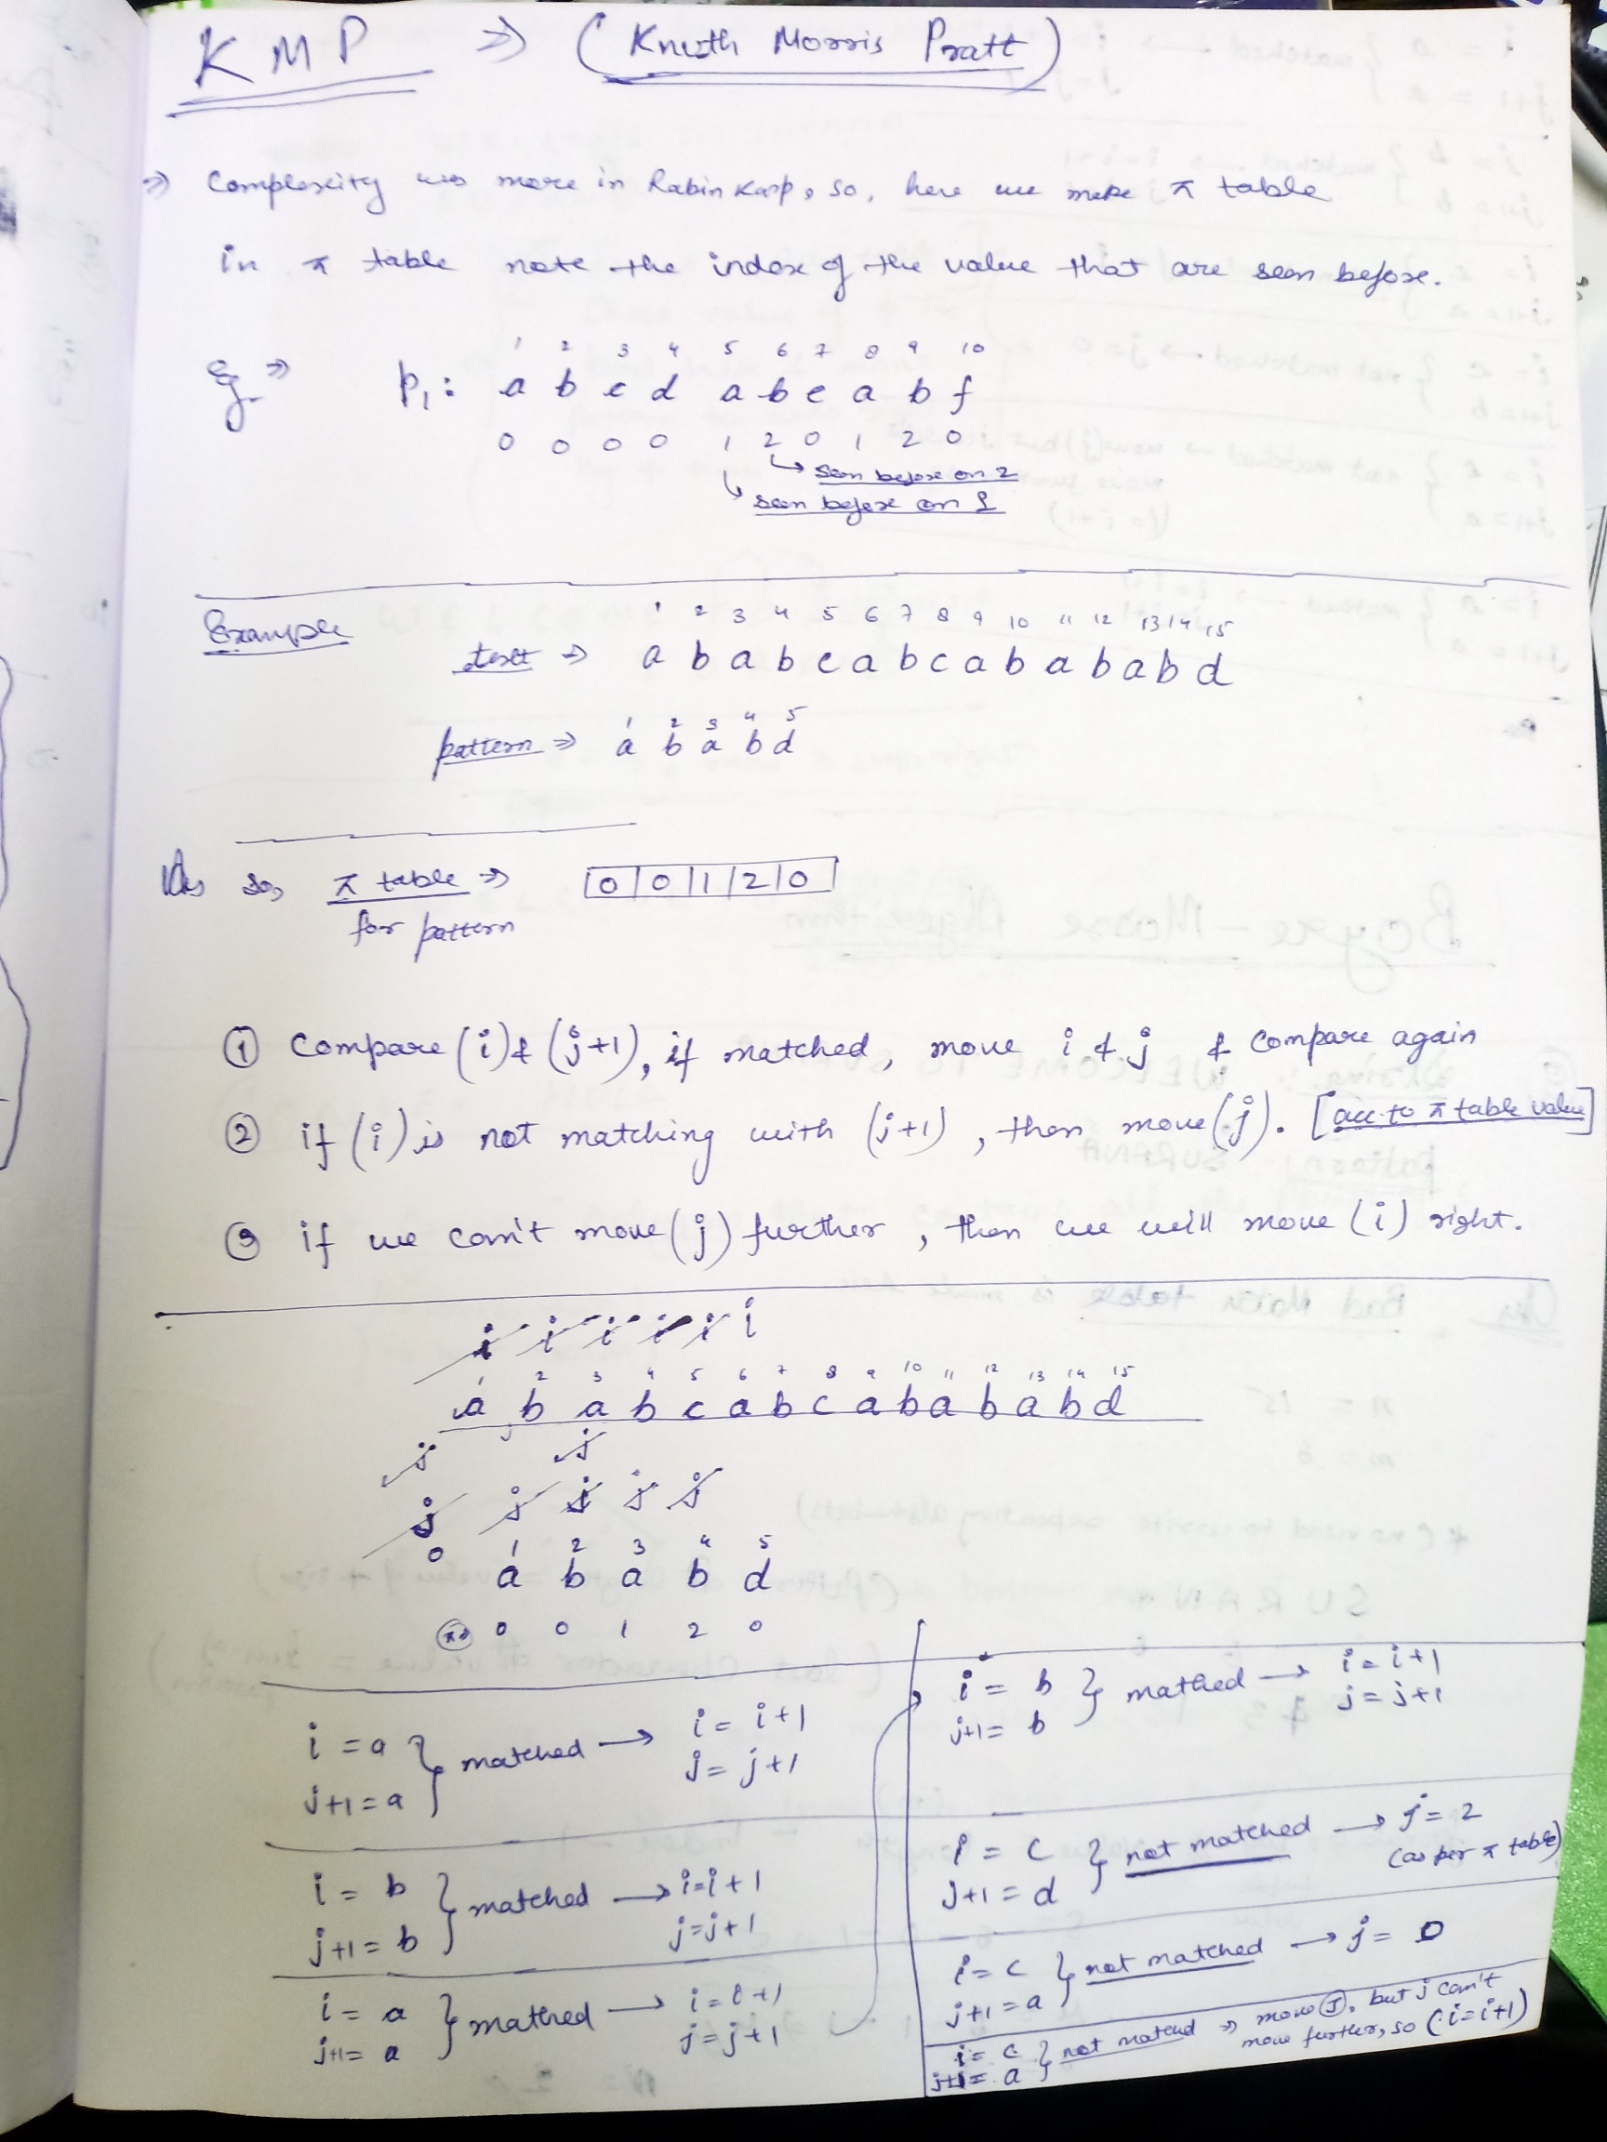 KMP ⇒ (Knuth Morris Pratt)
⇒ Complexity was more in Rabin Karp, so, here we make π table
in π table note the index of the value that are seen before.
Eg. ⇒
1 2 3 4 5 6 7 8 9 10
P1: a b c d a b e a b f
0 0 0 0 1 2 0 1 2 0
↳ seen before on 2
↳ seen before on 1
Example
1 2 3 4 5 6 7 8 9 10 11 12 13 14 15
text ⇒ a b a b c a b c a b a b a b d
1 2 3 4 5
pattern ⇒ a b a b d
so, π table ⇒ |0|0|1|2|0|
for pattern
① Compare (i) & (j+1), if matched, move i & j & compare again
② if (i) is not matching with (j+1), then move (j). [acc to π table value]
③ if we can't move (j) further, then we will move (i) right.
i i i i i i
1 2 3 4 5 6 7 8 9 10 11 12 13 14 15
a b a b c a b c a b a b a b d
j j
j j j j j
0 1 2 3 4 5
a b a b d
π⇒ 0 0 1 2 0
i = a } matched → i = i+1
j+1 = a j = j+1
i = b } matched → i=i+1
j+1 = b j=j+1
i = a } mathed → i=i+1
j+1= a j=j+1
i = b } mathed → i=i+1
j+1= b j=j+1
i = c } not matched → j=2
j+1 = d (as per π table)
i= c } not matched → j= 0
j+1 = a
i= c } not matend ⇒ move (J), but j can't
j+1= a move further, so (i=i+1)